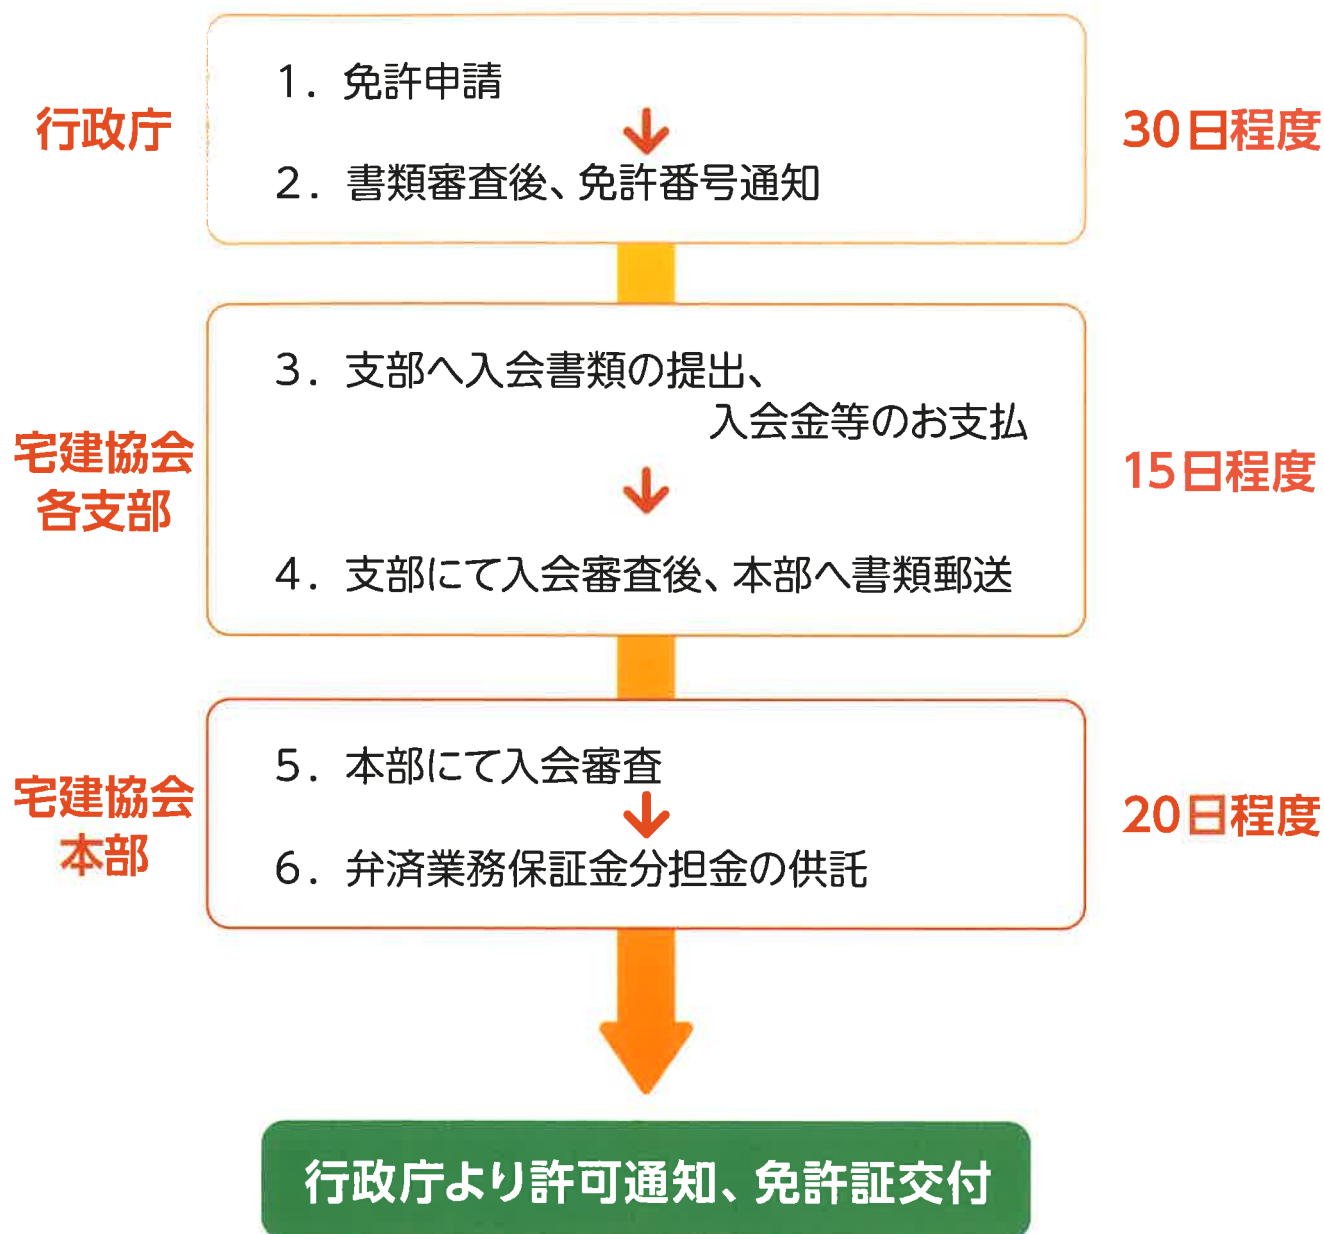 行政庁
1. 免許申請
2. 書類審査後、免許番号通知
30日程度
宅建協会
各支部
3. 支部へ入会書類の提出、
入会金等のお支払
4. 支部にて入会審査後、本部へ書類郵送
15日程度
宅建協会
本部
5. 本部にて入会審査
6. 弁済業務保証金分担金の供託
20日程度
行政庁より許可通知、免許証交付